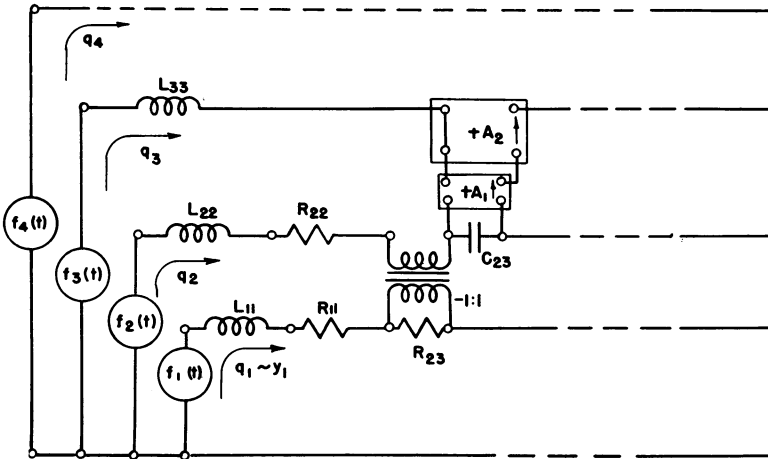 q₄
L₃₃
+A₂
q₃
+A₁
L₂₂
R₂₂
f₄(t)
C₂₃
f₃(t)
q₂
-1:1
L₁₁
R₁₁
f₂(t)
R₂₃
f₁(t)
q₁~y₁